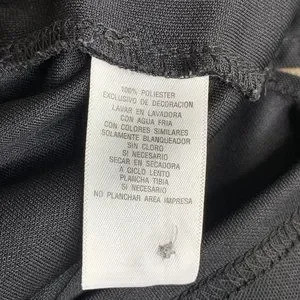 100% POLIESTER
EXCLUSIVO DE DECORACION
LAVAR EN LAVADORA
CON AGUA FRIA
CON COLORES SIMILARES
SOLAMENTE BLANQUEADOR
SIN CLORO
SI NECESARIO
SECAR EN SECADORA
A CICLO LENTO
PLANCHA TIBIA
SI NECESARIO
NO PLANCHAR AREA IMPRESA